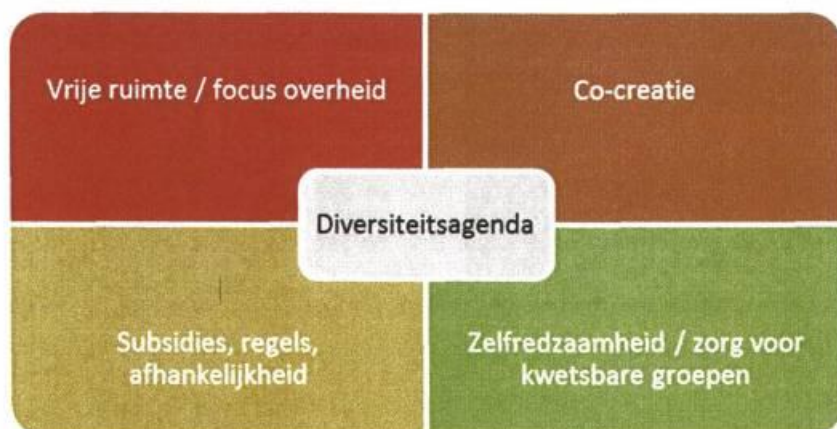 Vrije ruimte / focus overheid
Co-creatie
Diversiteitsagenda
Subsidies, regels,
afhankelijkheid
Zelfredzaamheid / zorg voor
kwetsbare groepen